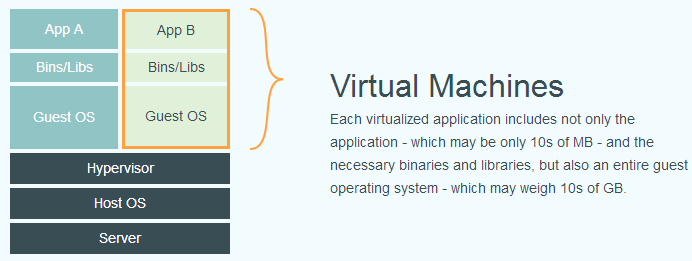 App A
App B
Bins/Libs
Bins/Libs
Guest OS
Guest OS
Hypervisor
Host OS
Server
Virtual Machines
Each virtualized application includes not only the
application - which may be only 10s of MB - and the
necessary binaries and libraries, but also an entire guest
operating system - which may weigh 10s of GB.